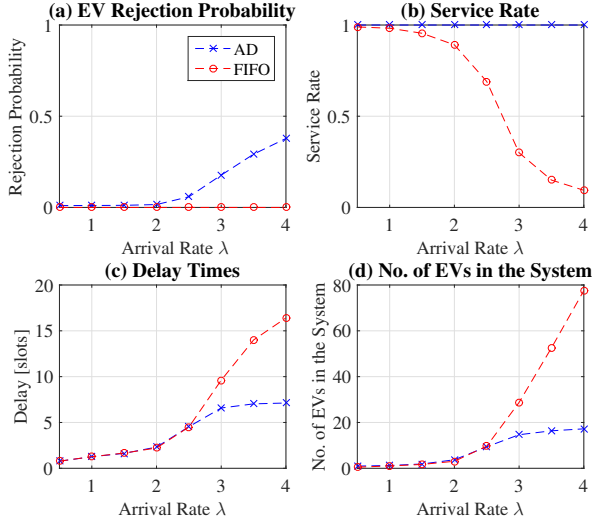 (a) EV Rejection Probability
1
0.5
0
Rejection Probability
AD
FIFO
1
2
3
4
Arrival Rate λ
(b) Service Rate
1
0.5
0
Service Rate
1
2
3
4
Arrival Rate λ
(c) Delay Times
20
15
10
5
0
Delay [slots]
1
2
3
4
Arrival Rate λ
(d) No. of EVs in the System
80
60
40
20
0
No. of EVs in the System
1
2
3
4
Arrival Rate λ